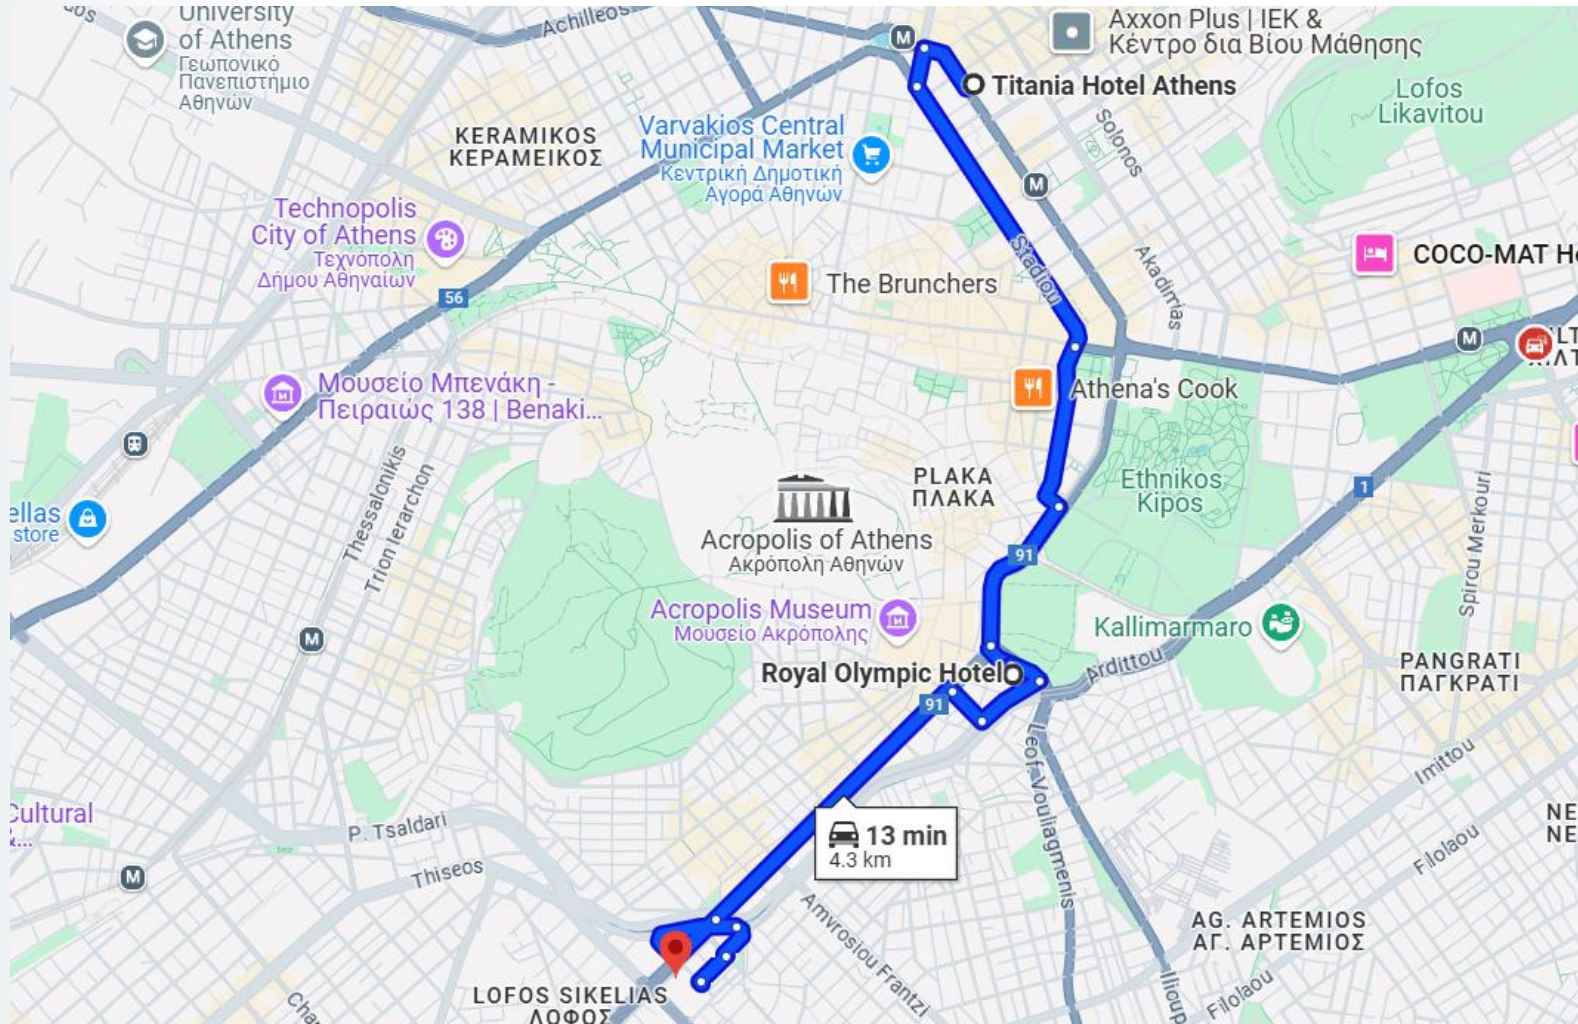 University
of Athens
Γεωπονικό
Πανεπιστήμιο
Αθηνών
Achilleos
M
Axxon Plus | ΙΕΚ &
Κέντρο δια Βίου Μάθησης
Titania Hotel Athens
Lofos
Likavitou
KERAMIKOS
ΚΕΡΑΜΕΙΚΟΣ
Varvakios Central
Municipal Market
Κεντρική Δημοτική
Αγορά Αθηνών
Solonos
M
Technopolis
City of Athens
Τεχνόπολη
Δήμου Αθηναίων
Stadiou
Akadimias
COCO-MAT
The Brunchers
56
M
Μουσείο Μπενάκη -
Πειραιώς 138 | Benaki...
Athena's Cook
Thessalonikis
Trion Ierarchon
PLAKA
ΠΛΑΚΑ
Ethnikos
Kipos
1
Spirou Merkouri
ellas
store
Acropolis of Athens
Ακρόπολη Αθηνών
91
Acropolis Museum
Μουσείο Ακρόπολης
Kallimarmaro
M
Ardittou
Royal Olympic Hotel
PANGRATI
ΠΑΓΚΡΑΤΙ
91
Leof. Vouliagmenis
Imittou
Cultural
&...
P. Tsaldari
13 min
4.3 km
NE
ΝΕ
Filolaou
Thiseos
M
Amvrosiou Frantzi
AG. ARTEMIOS
ΑΓ. ΑΡΤΕΜΙΟΣ
LOFOS SIKELIAS
ΛΟΦΟΣ
Filolaou
Ilioup